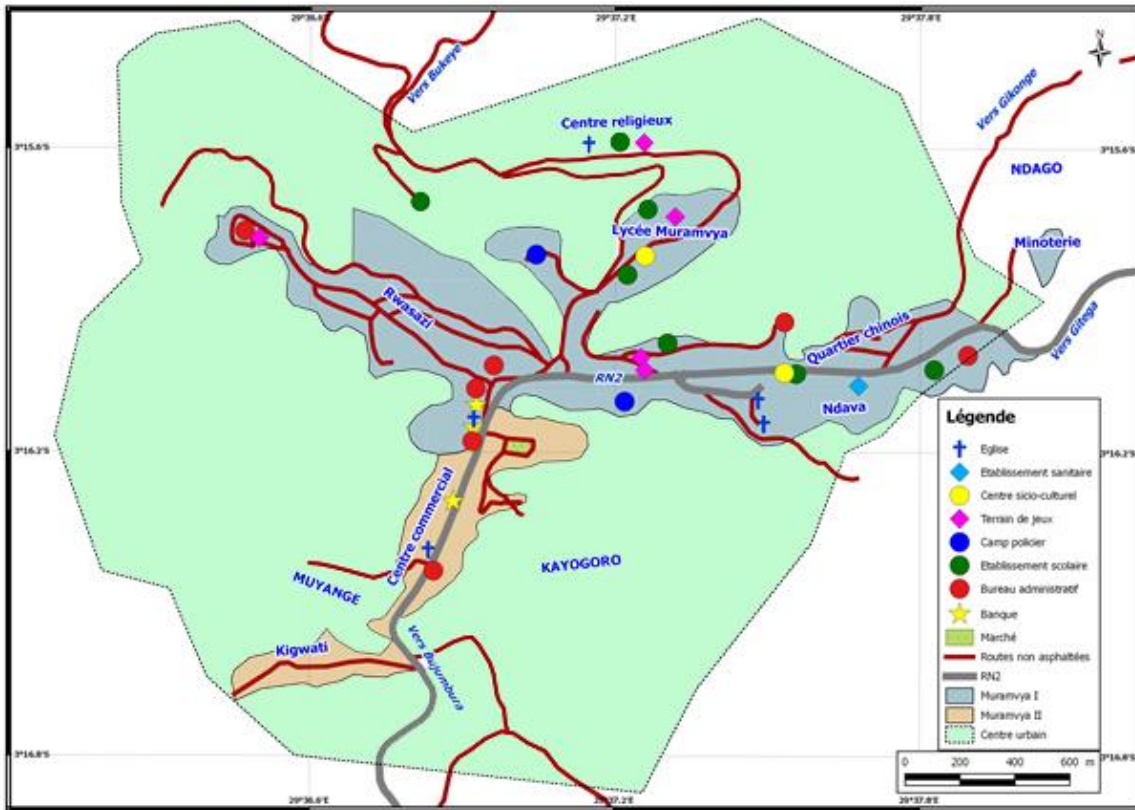 29°36.6'E
29°37.2'E
29°37.8'E
Vers Bukeye
Vers Gikonge
Centre religieux
3°15.6'S
3°15.6'S
NDAGO
Lycée Muramvya
Minoterie
Rwasazi
Quartier chinois
Vers Gitega
RN2
Ndava
3°16.2'S
3°16.2'S
Centre commercial
KAYOGORO
MUYANGE
Kigwati
Vers Bujumbura
Légende
Eglise
Etablissement sanitaire
Centre sicio-culturel
Terrain de jeux
Camp policier
Etablissement scolaire
Bureau administratif
Banque
Marché
Routes non asphaltées
RN2
Muramvya I
Muramvya II
Centre urbain
0 200 400 600 m
3°16.8'S
3°16.8'S
29°36.6'E
29°37.2'E
29°37.8'E